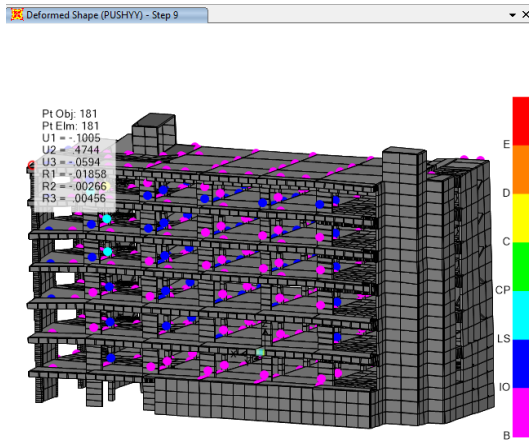 Deformed Shape (PUSHYY) - Step 9
Pt Obj: 181
Pt Elm: 181
U1 = -.1005
U2 = .4744
U3 = -.0594
R1 = -.01858
R2 = -.00266
R3 = .00456
E
D
C
CP
LS
IO
B